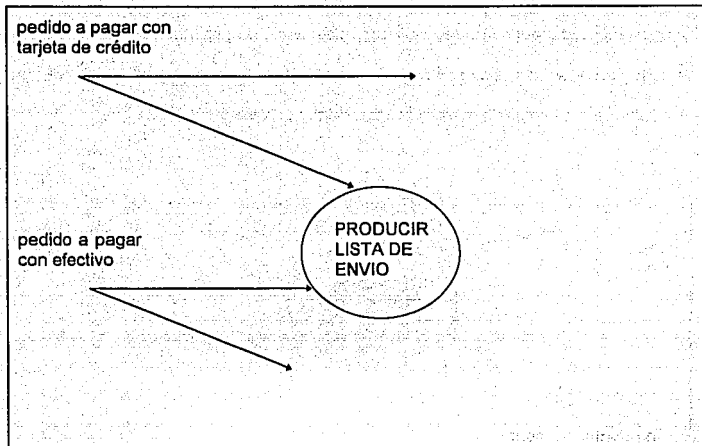 pedido a pagar con
tarjeta de crédito
PRODUCIR
LISTA DE
ENVIO
pedido a pagar
con efectivo